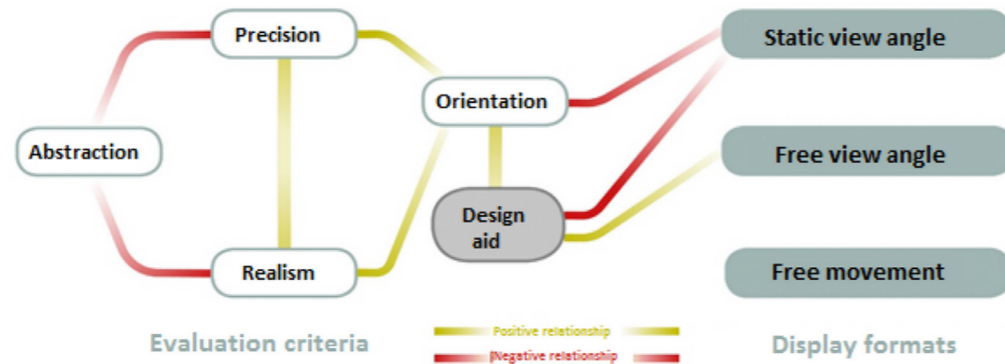 Precision
Static view angle
Orientation
Abstraction
Free view angle
Design
aid
Realism
Free movement
Evaluation criteria
Positive relationship
Negative relationship
Display formats